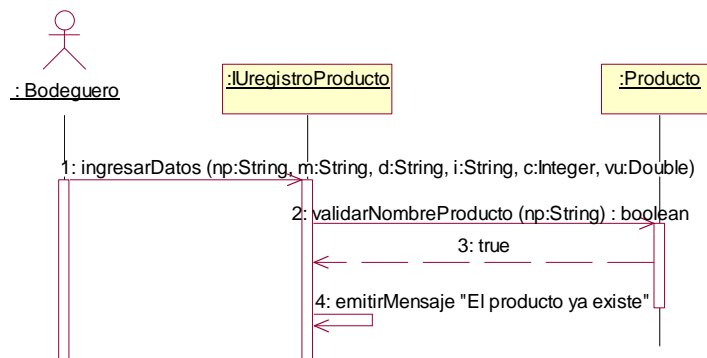 : Bodeguero
:IUregistroProducto
:Producto
1: ingresarDatos (np:String, m:String, d:String, i:String, c:Integer, vu:Double)
2: validarNombreProducto (np:String) : boolean
3: true
4: emitirMensaje "El producto ya existe"